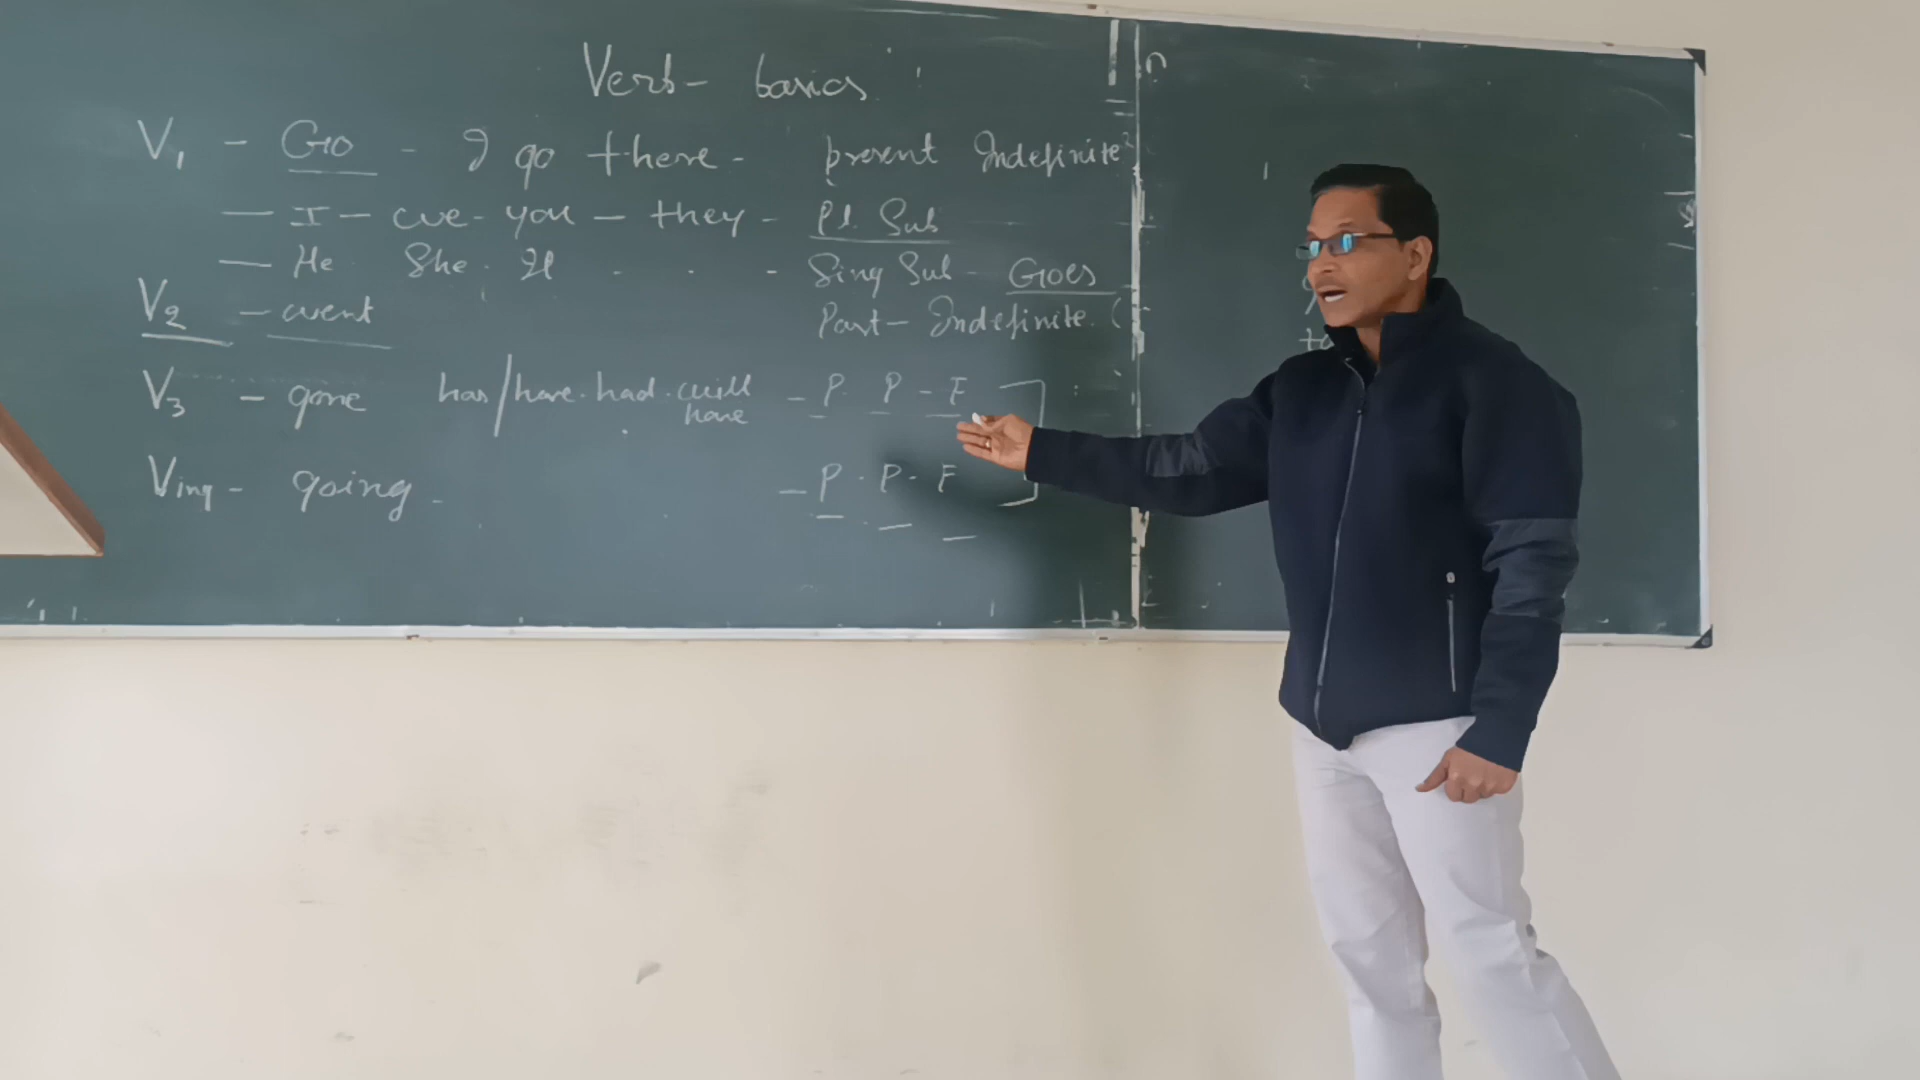 Verb - basics
V1 - Go - I go there - present Indefinite
- I - we - you - they - Pl. Sub
- He She. It - Sing Sub - Goes
V2 - went Past - Indefinite.
V3 - gone has/have. had. will have - P. P - F
Ving - going - P. P. F